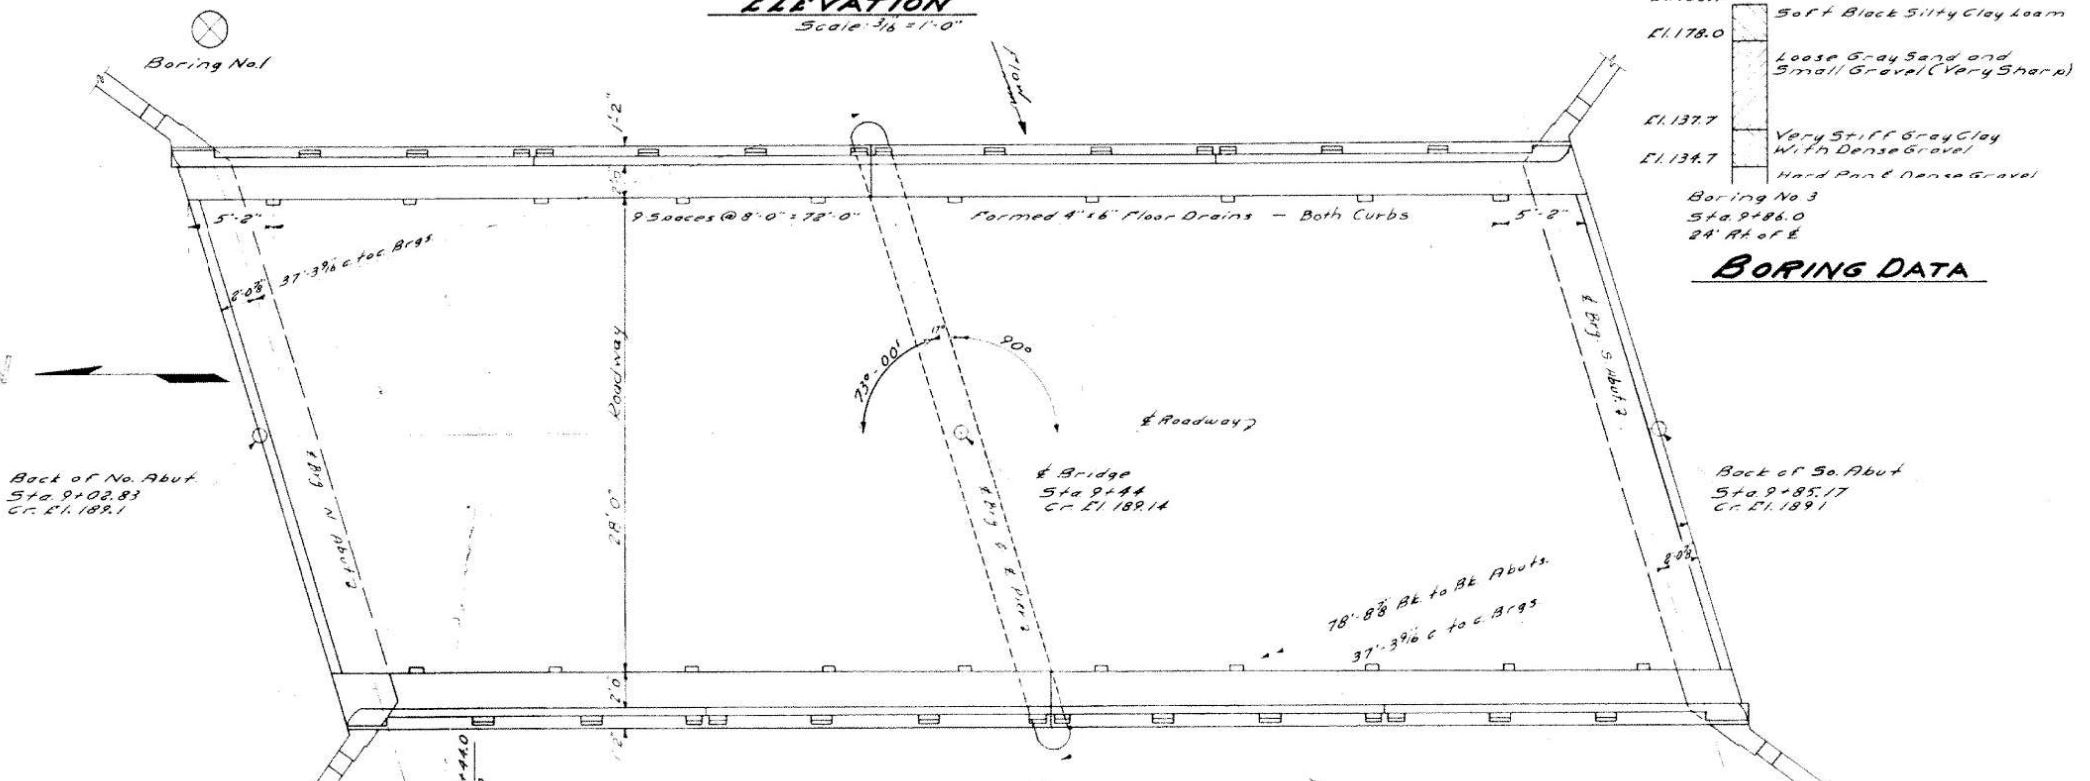 ELEVATION
Scale: 3/16" = 1'-0"
Boring No.1
Flow
Soft Black Silty Clay Loam
El. 178.0
Loose Gray Sand and
Small Gravel (Very Sharp)
El. 137.7
Very Stiff Gray Clay
With Dense Gravel
El. 134.7
Hard Pan & Dense Gravel
Boring No 3
Sta. 9+86.0
24' Rt. of ℄
BORING DATA
1'-2"
5'-2"
9 Spaces @ 8'-0" = 72'-0"
Formed 4"x6" Floor Drains - Both Curbs
5'-2"
37'-3 9/16 c to c Brgs.
2'-0 7/8"
Roadway
28'-0"
73°-00'
17°
90°
℄ Roadway
℄ Brg. S. Abut.
℄ Brg. N. Abut.
Back of No. Abut.
Sta. 9+02.83
Cr. El. 189.1
℄ Bridge
Sta. 9+44
Cr. El. 189.14
℄ Brg. & ℄ Pier
Back of So. Abut
Sta. 9+85.17
Cr. El. 189.1
2'-0 7/8"
78'-8 7/8" Bk. to Bk. Abuts.
37'-3 9/16 c to c Brgs.
2'-0"
1'-2"
+44.0